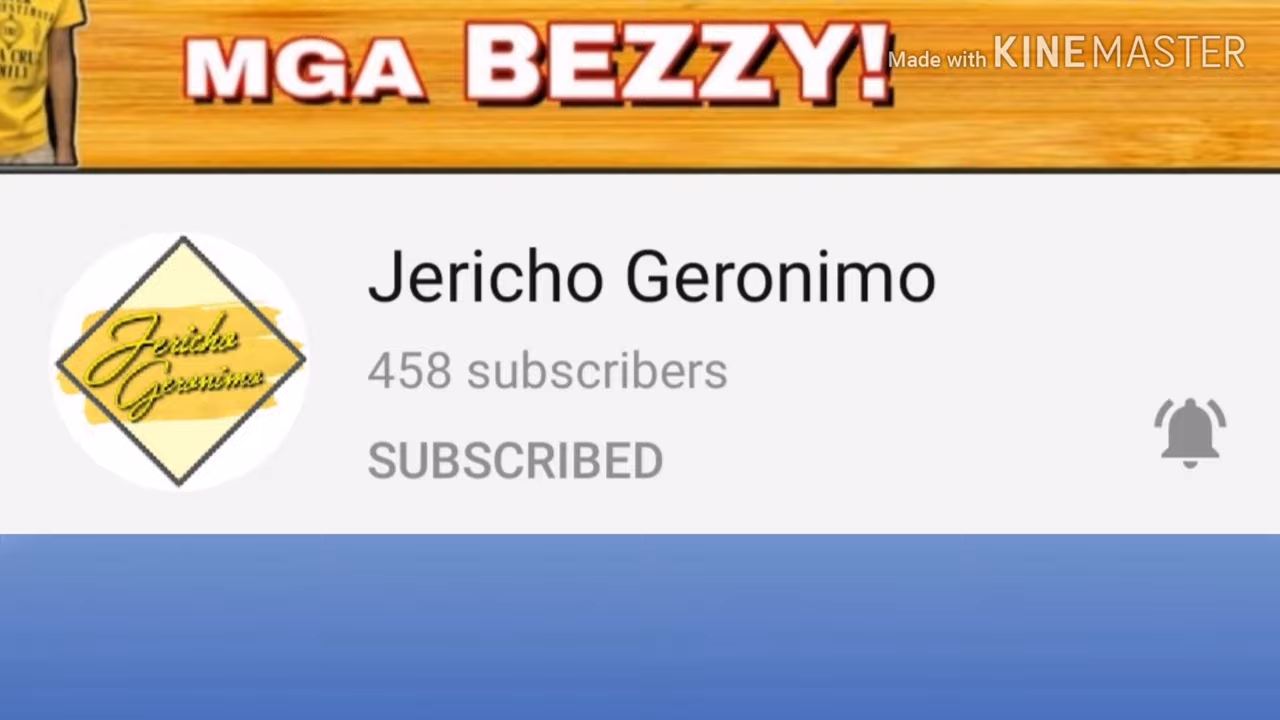 MGA BEZZY!
Made with KINEMASTER
Jericho Geronimo
458 subscribers
SUBSCRIBED
Jericho
Geronimo